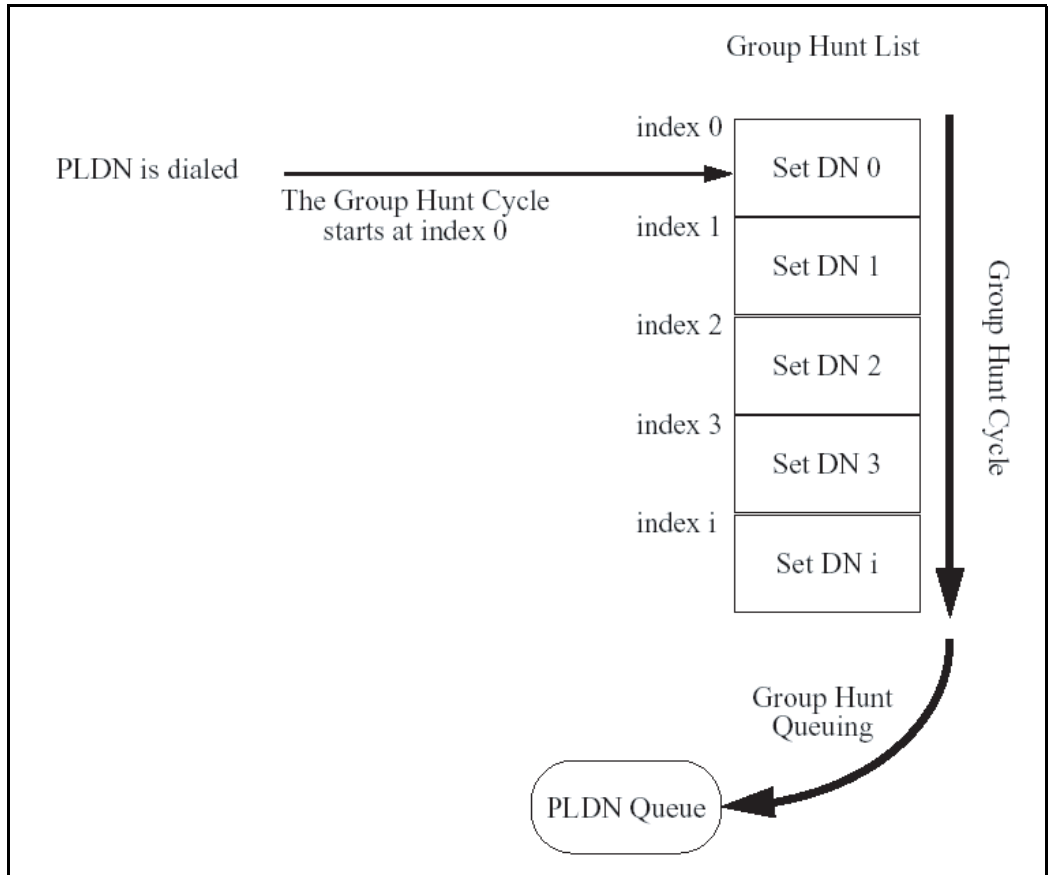 Group Hunt List
index 0
PLDN is dialed
Set DN 0
The Group Hunt Cycle
starts at index 0
index 1
Set DN 1
index 2
Set DN 2
index 3
Set DN 3
index i
Set DN i
Group Hunt Cycle
Group Hunt
Queuing
PLDN Queue